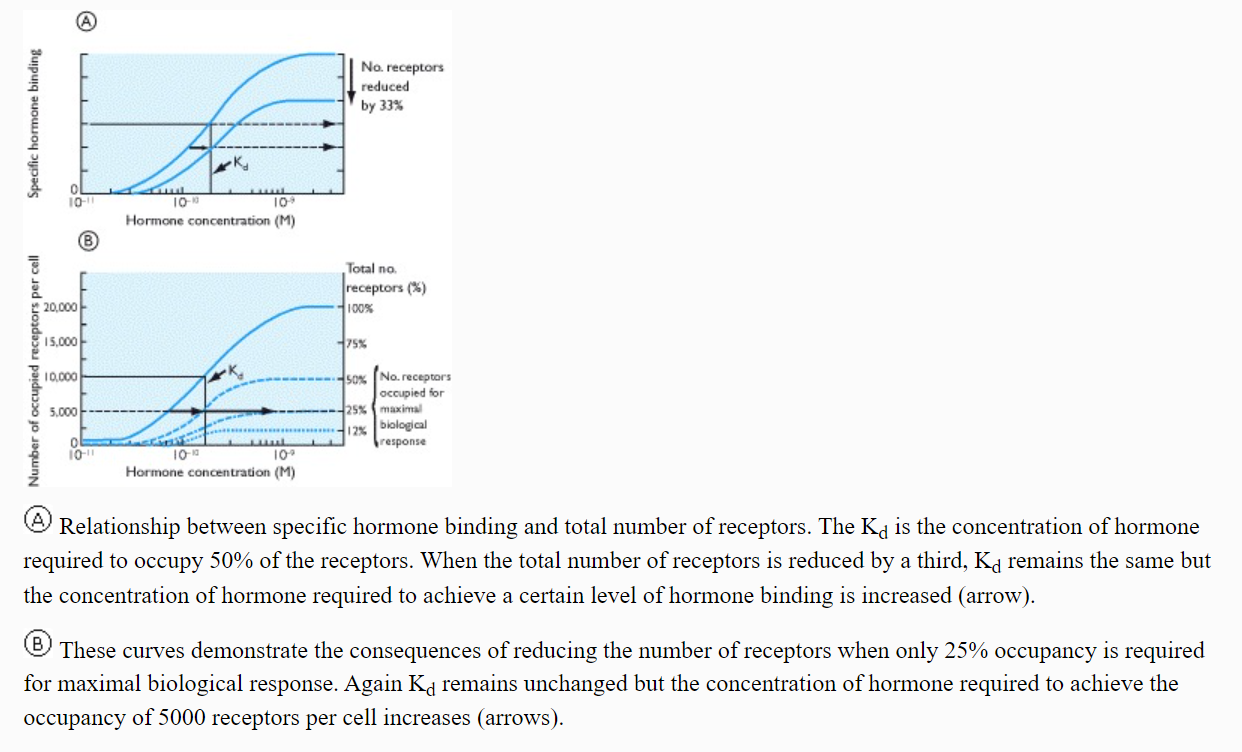 A
Specific hormone binding
No. receptors
reduced
by 33%
Kd
0
10-11 10-10 10-9
Hormone concentration (M)
B
Number of occupied receptors per cell
Total no.
receptors (%)
20,000
100%
15,000
75%
Kd
10,000
50%
No. receptors
occupied for
5,000
25%
maximal
biological
12%
response
0
10-11 10-10 10-9
Hormone concentration (M)
A Relationship between specific hormone binding and total number of receptors. The Kd is the concentration of hormone
required to occupy 50% of the receptors. When the total number of receptors is reduced by a third, Kd remains the same but
the concentration of hormone required to achieve a certain level of hormone binding is increased (arrow).
B These curves demonstrate the consequences of reducing the number of receptors when only 25% occupancy is required
for maximal biological response. Again Kd remains unchanged but the concentration of hormone required to achieve the
occupancy of 5000 receptors per cell increases (arrows).